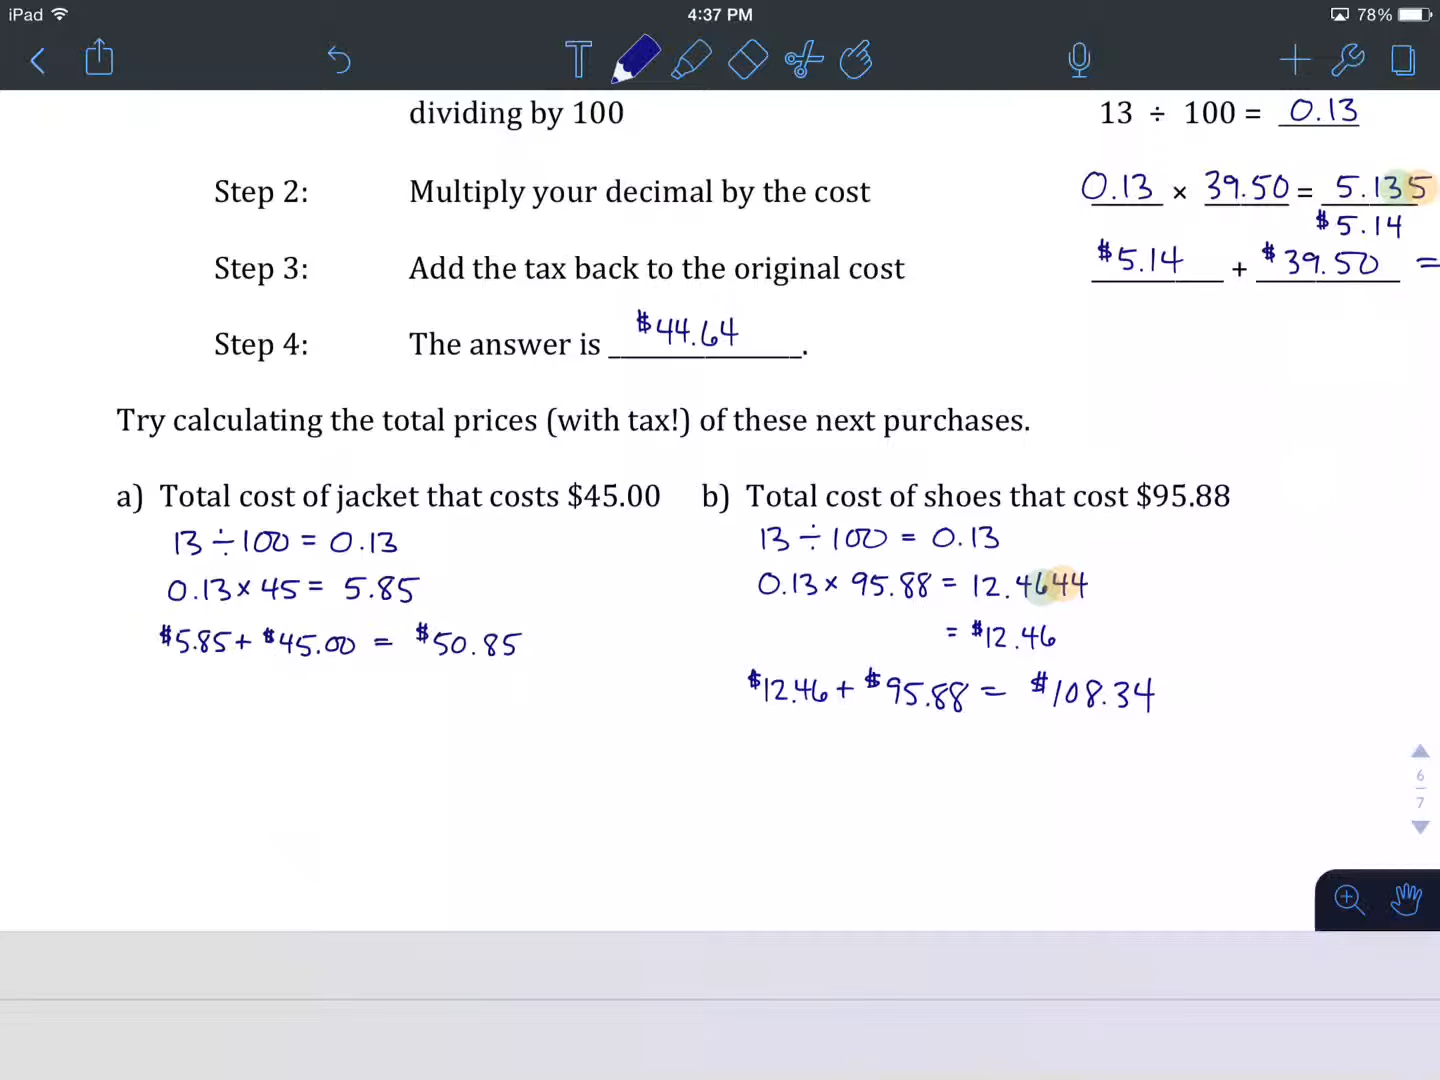 iPad 4:37 PM 78%
T
dividing by 100 13 ÷ 100 = 0.13
Step 2: Multiply your decimal by the cost 0.13 × 39.50 = 5.135
$5.14
Step 3: Add the tax back to the original cost $5.14 + $39.50 =
Step 4: The answer is $44.64.
Try calculating the total prices (with tax!) of these next purchases.
a) Total cost of jacket that costs $45.00
13 ÷ 100 = 0.13
0.13 × 45 = 5.85
$5.85 + $45.00 = $50.85
b) Total cost of shoes that cost $95.88
13 ÷ 100 = 0.13
0.13 × 95.88 = 12.4644
= $12.46
$12.46 + $95.88 = $108.34
6
7